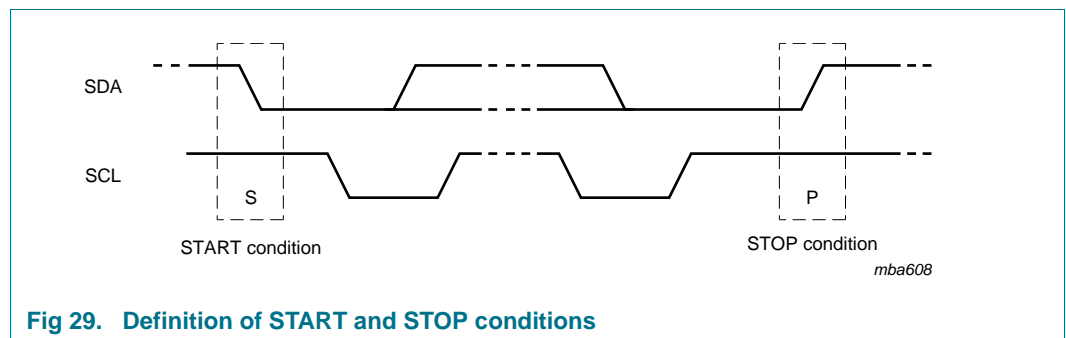 SDA
SCL
S
P
START condition
STOP condition
mba608
Fig 29. Definition of START and STOP conditions